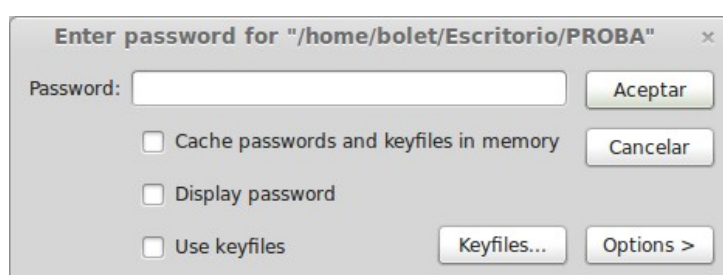 Enter password for "/home/bolet/Escritorio/PROBA" ×
Password: Aceptar
Cache passwords and keyfiles in memory Cancelar
Display password
Use keyfiles Keyfiles... Options >